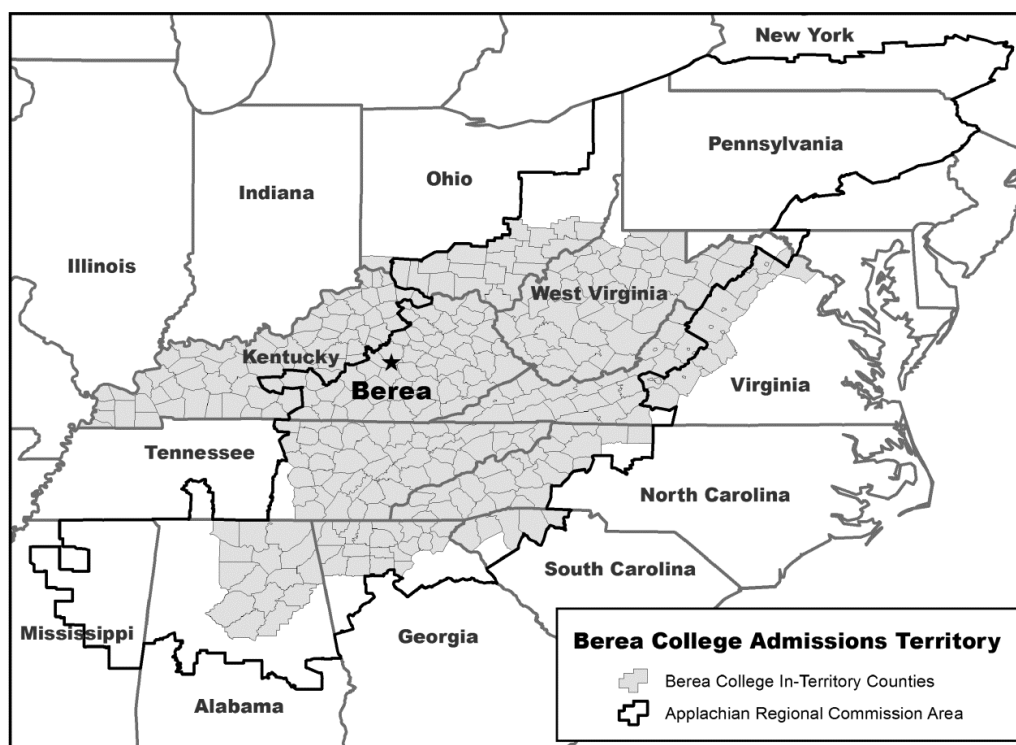 New York
Pennsylvania
Ohio
Indiana
Illinois
West Virginia
Kentucky
Berea
Virginia
Tennessee
North Carolina
South Carolina
Mississippi
Georgia
Alabama
Berea College Admissions Territory
Berea College In-Territory Counties
Applachian Regional Commission Area